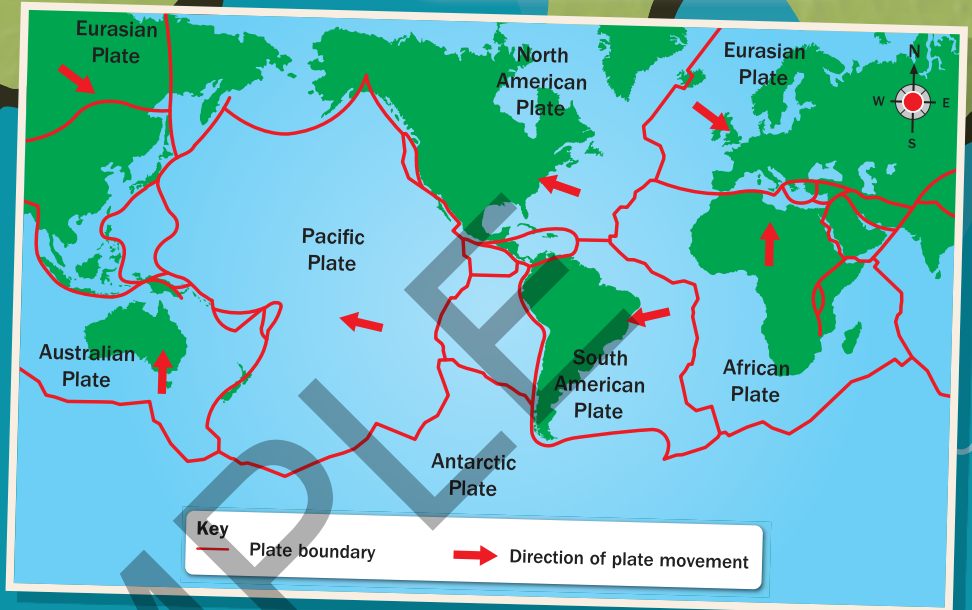 Eurasian
Plate
North
American
Plate
Eurasian
Plate
N
W
E
S
Pacific
Plate
Australian
Plate
South
American
Plate
African
Plate
Antarctic
Plate
Key
Plate boundary
Direction of plate movement
MPLE